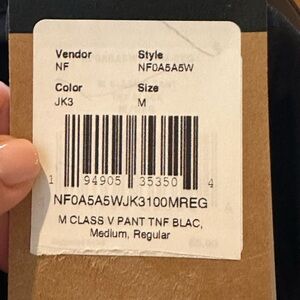 Vendor Style
NF NF0A5A5W
Color Size
JK3 M
1 94905 35350 4
NF0A5A5WJK3100MREG
M CLASS V PANT TNF BLAC,
Medium, Regular